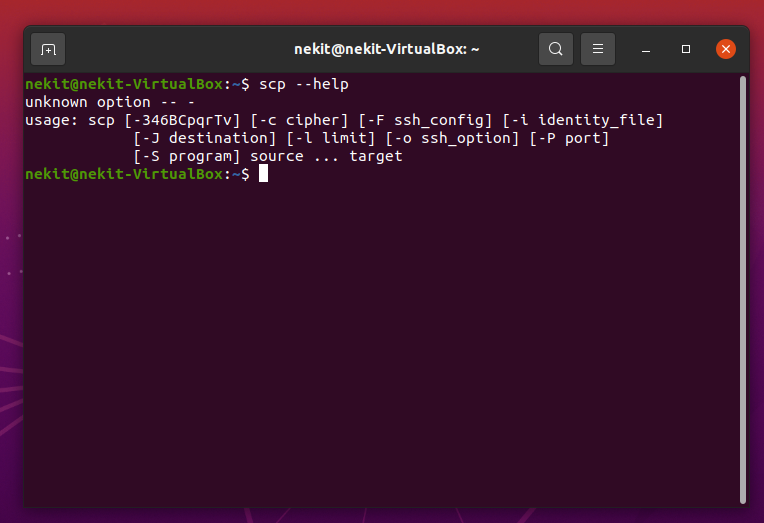 nekit@nekit-VirtualBox: ~
nekit@nekit-VirtualBox:~$ scp --help
unknown option -- -
usage: scp [-346BCpqrTv] [-c cipher] [-F ssh_config] [-i identity_file]
            [-J destination] [-l limit] [-o ssh_option] [-P port]
            [-S program] source ... target
nekit@nekit-VirtualBox:~$